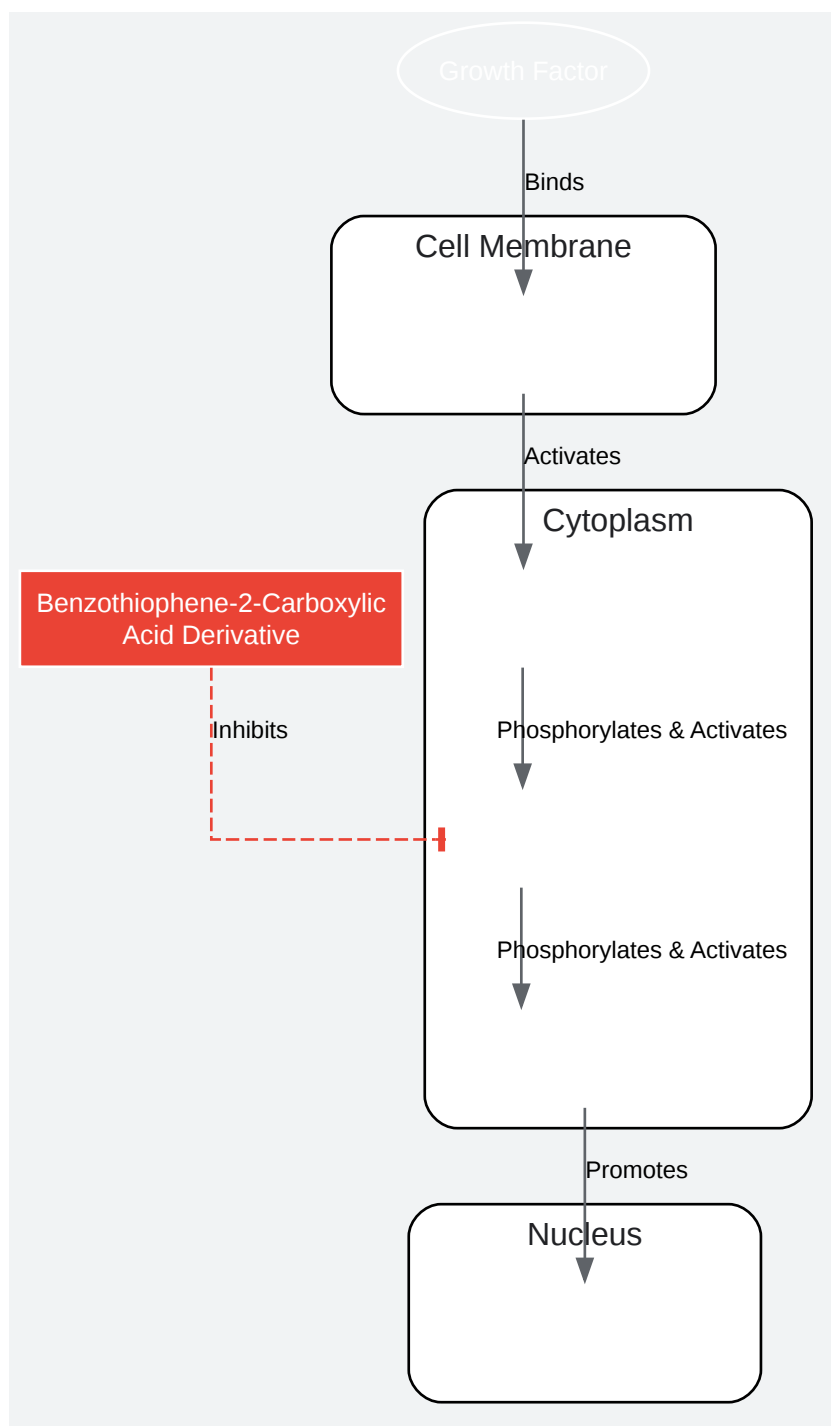 Growth Factor
Binds
Cell Membrane
Activates
Cytoplasm
Benzothiophene-2-Carboxylic
Acid Derivative
Inhibits
Phosphorylates & Activates
Phosphorylates & Activates
Promotes
Nucleus